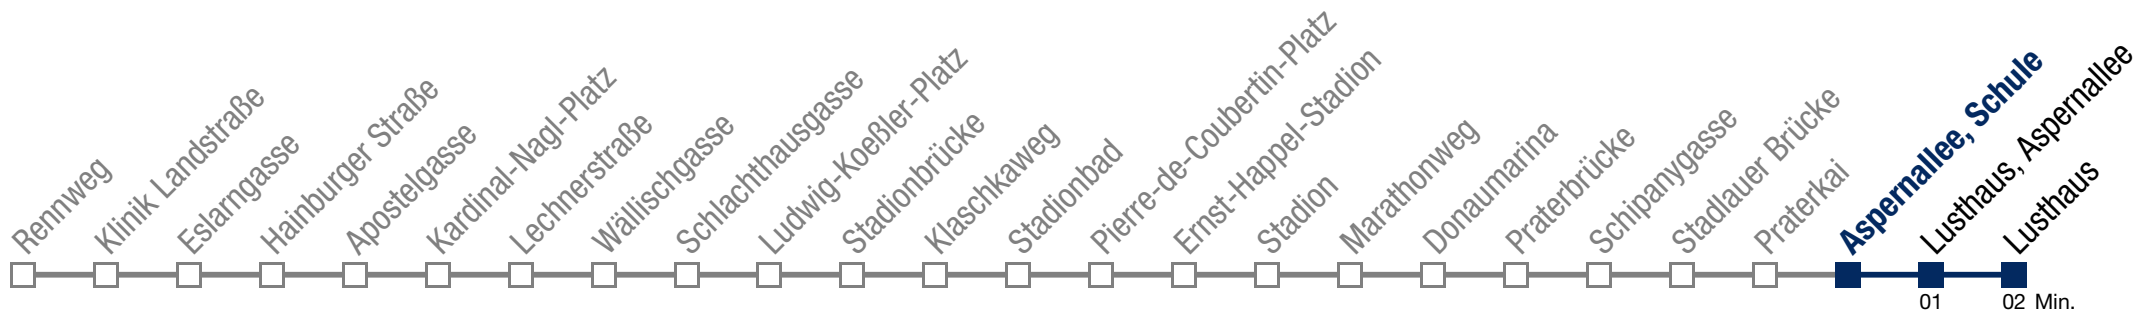 Rennweg
Klinik Landstraße
Eslarngasse
Hainburger Straße
Apostelgasse
Kardinal-Nagl-Platz
Lechnerstraße
Wällischgasse
Schlachthausgasse
Ludwig-Koeßler-Platz
Stadionbrücke
Klaschkaweg
Stadionbad
Pierre-de-Coubertin-Platz
Ernst-Happel-Stadion
Stadion
Marathonweg
Donaumarina
Praterbrücke
Schipanygasse
Stadlauer Brücke
Praterkai
Aspernallee, Schule
Lusthaus, Aspernallee
Lusthaus
01 02 Min.